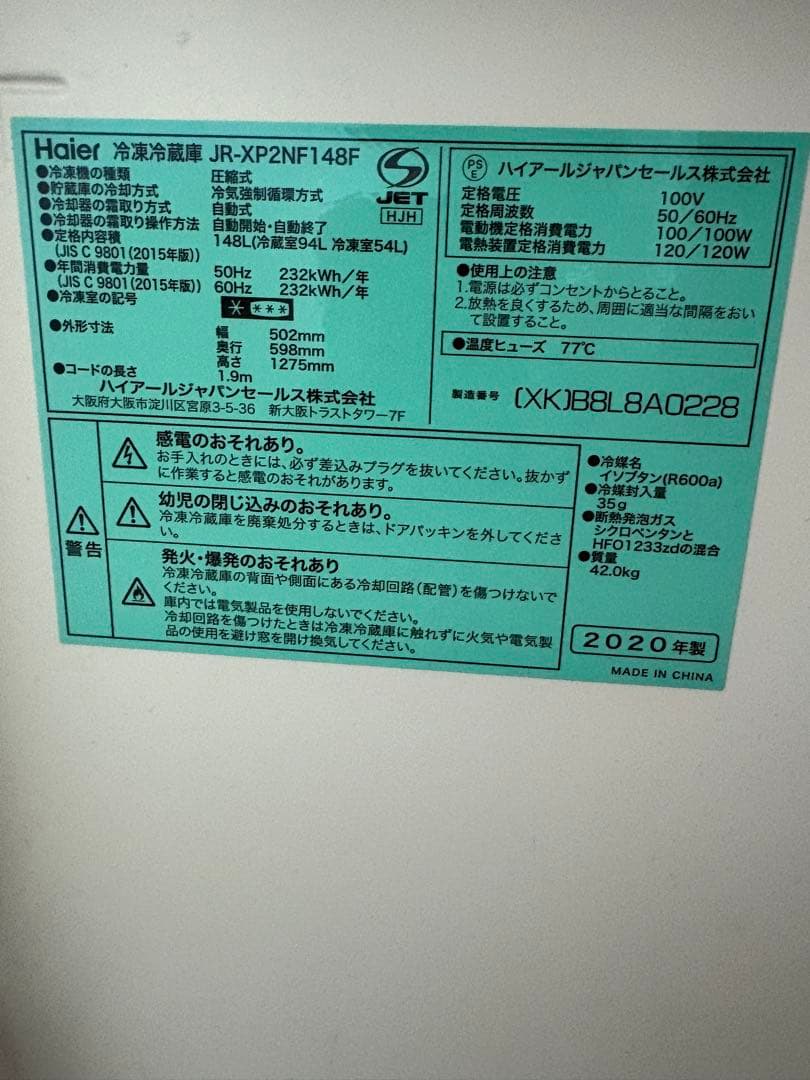 Haier 冷凍冷蔵庫 JR-XP2NF148F
●冷凍機の種類 圧縮式
●貯蔵庫の冷却方式 冷気強制循環方式
●冷却器の霜取り方式 自動式
●冷却器の霜取り操作方法 自動開始・自動終了
●定格内容積 148L(冷蔵室94L 冷凍室54L)
(JIS C 9801(2015年版))
●年間消費電力量 50Hz 232kWh/年
(JIS C 9801(2015年版)) 60Hz 232kWh/年
●冷凍室の記号 * ***
●外形寸法 幅 502mm
奥行 598mm
高さ 1275mm
●コードの長さ 1.9m
ハイアールジャパンセールス株式会社
大阪府大阪市淀川区宮原3-5-36 新大阪トラストタワー7F
S
JET
HJH
PS
E
ハイアールジャパンセールス株式会社
定格電圧 100V
定格周波数 50/60Hz
電動機定格消費電力 100/100W
電熱装置定格消費電力 120/120W
●使用上の注意
1.電源は必ずコンセントからとること。
2.放熱を良くするため、周囲に適当な間隔をおい
て設置すること。
●温度ヒューズ 77℃
製造番号 (XK)B8L8A0228
警告
感電のおそれあり。
お手入れのときには、必ず差込みプラグを抜いてください。抜かず
に作業すると感電のおそれがあります。
幼児の閉じ込みのおそれあり。
冷凍冷蔵庫を廃棄処分するときは、ドアパッキンを外してくださ
い。
発火・爆発のおそれあり
冷凍冷蔵庫の背面や側面にある冷却回路(配管)を傷つけないで
ください。
庫内では電気製品を使用しないでください。
冷却回路を傷つけたときは冷凍冷蔵庫に触れずに火気や電気製
品の使用を避け窓を開け換気してください。
●冷媒名
イソブタン(R600a)
●冷媒封入量
35g
●断熱発泡ガス
シクロペンタンと
HFO1233zdの混合
●質量
42.0kg
2020年製
MADE IN CHINA